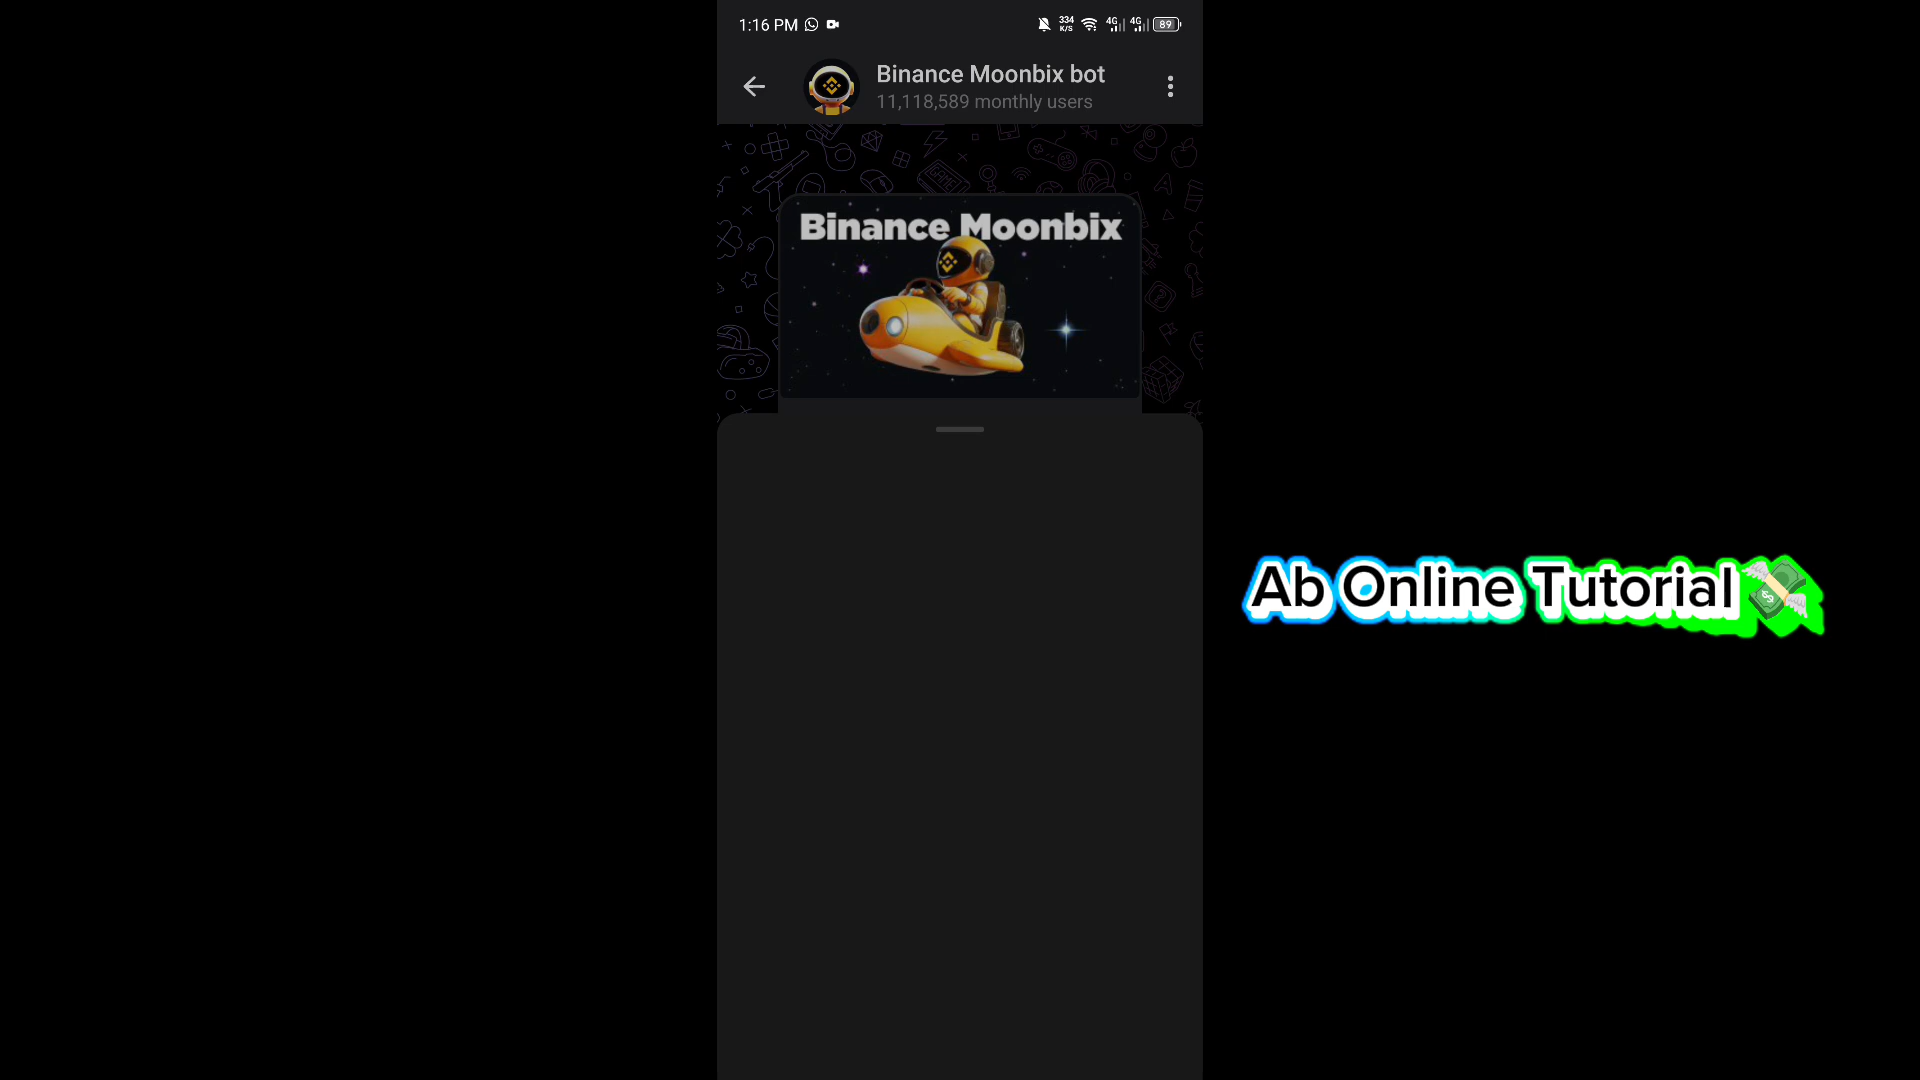 1:16 PM
334 K/S 4G 4G 89
Binance Moonbix bot
11,118,589 monthly users
GAME
Binance Moonbix
Ab Online Tutorial